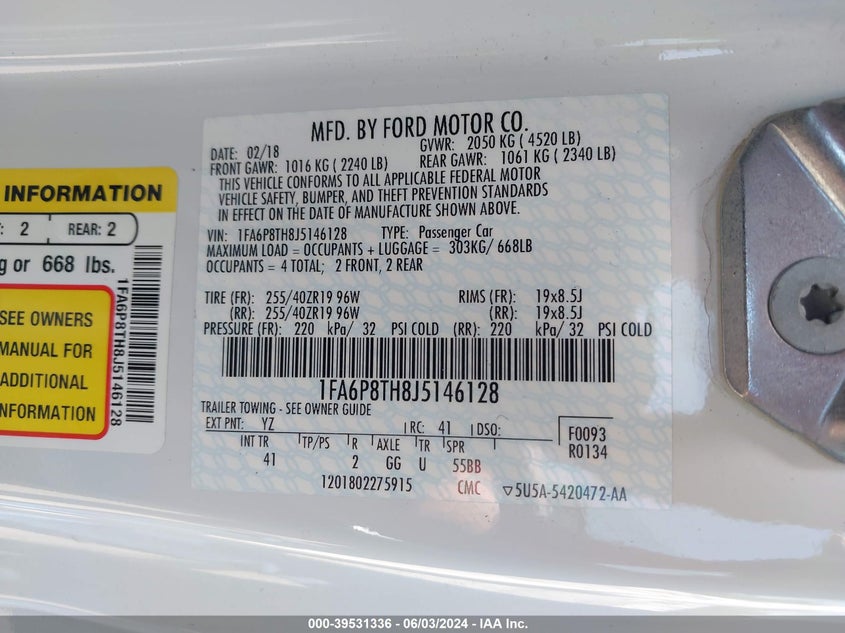 MFD. BY FORD MOTOR CO.
DATE: 02/18 GVWR: 2050 KG ( 4520 LB)
FRONT GAWR: 1016 KG ( 2240 LB) REAR GAWR: 1061 KG ( 2340 LB)
THIS VEHICLE CONFORMS TO ALL APPLICABLE FEDERAL MOTOR
VEHICLE SAFETY, BUMPER, AND THEFT PREVENTION STANDARDS
IN EFFECT ON THE DATE OF MANUFACTURE SHOWN ABOVE.
VIN: 1FA6P8TH8J5146128 TYPE: Passenger Car
MAXIMUM LOAD = OCCUPANTS + LUGGAGE = 303KG/ 668LB
OCCUPANTS = 4 TOTAL; 2 FRONT, 2 REAR
TIRE (FR): 255/40ZR19 96W RIMS (FR): 19x8.5J
(RR): 255/40ZR19 96W (RR): 19x8.5J
PRESSURE (FR): 220 kPa/ 32 PSI COLD (RR): 220 kPa/ 32 PSI COLD
1FA6P8TH8J5146128
TRAILER TOWING - SEE OWNER GUIDE
EXT PNT: YZ RC: 41 DSO: F0093
INT TR TP/PS R AXLE TR SPR R0134
41 2 GG U 55BB
1201802275915 CMC ▽5U5A-5420472-AA
INFORMATION
: 2 REAR: 2
g or 668 lbs.
SEE OWNERS
MANUAL FOR
ADDITIONAL
INFORMATION
1FA6P8TH8J5146128
000-39531336 - 06/03/2024 - IAA Inc.